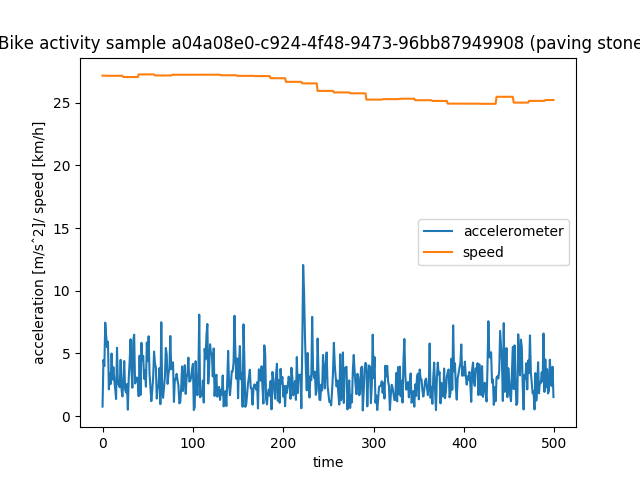 Bike activity sample a04a08e0-c924-4f48-9473-96bb87949908 (paving stone
acceleration [m/s^2]/ speed [km/h]
25
20
15
10
5
0
accelerometer
speed
0 100 200 300 400 500
time